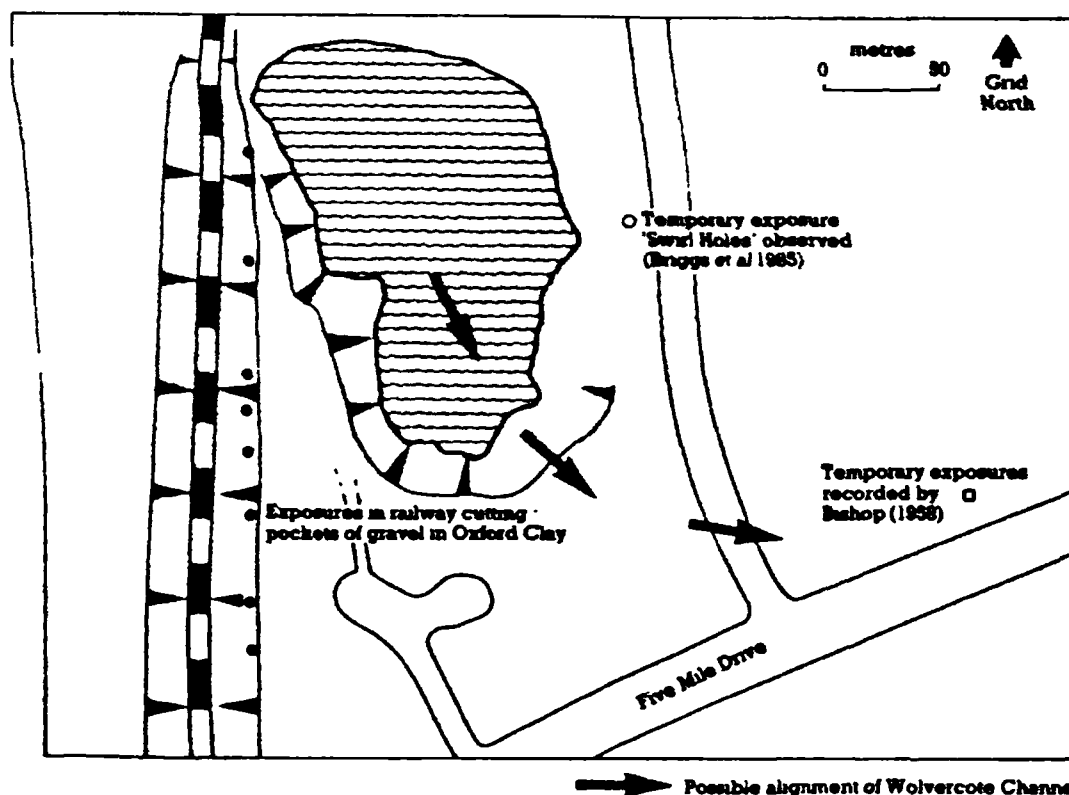 metres
0 80
Grid
North
Temporary exposure
'Swirl Holes' observed
(Briggs et al 1985)
Temporary exposures
recorded by
Bishop (1958)
Exposures in railway cutting
pockets of gravel in Oxford Clay
Five Mile Drive
Possible alignment of Wolvercote Channe